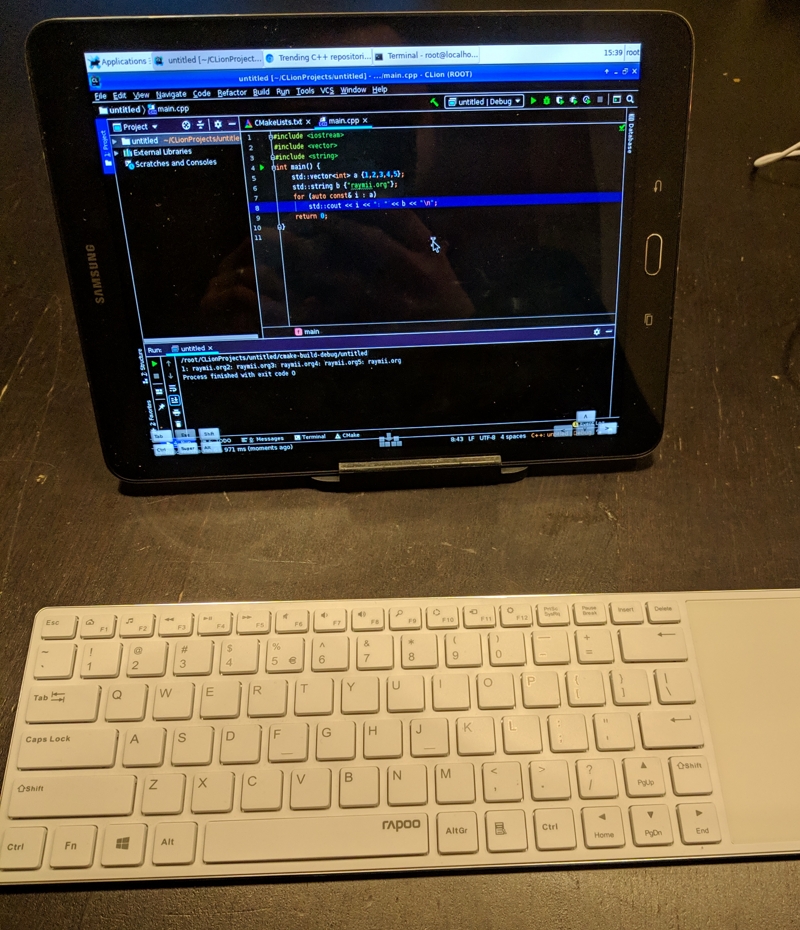 Applications
untitled [~/CLionProject...
Trending C++ repositori...
Terminal - root@localho...
15:39
root
untitled [~/CLionProjects/untitled] - .../main.cpp - CLion (ROOT)
File Edit View Navigate Code Refactor Build Run Tools VCS Window Help
untitled
main.cpp
untitled | Debug
1: Project
Project
CMakeLists.txt
main.cpp
Database
untitled ~/CLionProjects/untitle
External Libraries
Scratches and Consoles
1 #include <iostream>
2 #include <vector>
3 #include <string>
4 int main() {
5 std::vector<int> a {1,2,3,4,5};
6 std::string b {"raymii.org"};
7 for (auto const& i : a)
8 std::cout << i << ": " << b << "\n";
9 return 0;
10 }
11
f main
SAMSUNG
Run: untitled
/root/CLionProjects/untitled/cmake-build-debug/untitled
1: raymii.org2: raymii.org3: raymii.org4: raymii.org5: raymii.org
Process finished with exit code 0
Structure
2: Favorites
Tab Esc Shft
Ctrl Super Alt
Messages
Terminal
CMake
971 ms (moments ago)
8:43 LF UTF-8 4 spaces C++: un
Esc F1 F2 F3 F4 F5 F6 F7 F8 F9 F10 F11 F12 PrtSc SysRq Pause Break Insert Delete
~ ` ! 1 @ 2 # 3 $ 4 % 5 € ^ 6 & 7 * 8 ( 9 ) 0 _ - + =
Tab Q W E R T Y U I O P { [ } ] | \
Caps Lock A S D F G H J K L : ; " '
Shift Z X C V B N M < , > . ? / PgUp Shift
Ctrl Fn Alt rapoo AltGr Ctrl Home PgDn End